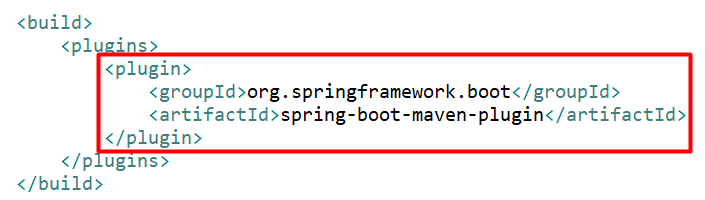 <build>
    <plugins>
        <plugin>
            <groupId>org.springframework.boot</groupId>
            <artifactId>spring-boot-maven-plugin</artifactId>
        </plugin>
    </plugins>
</build>